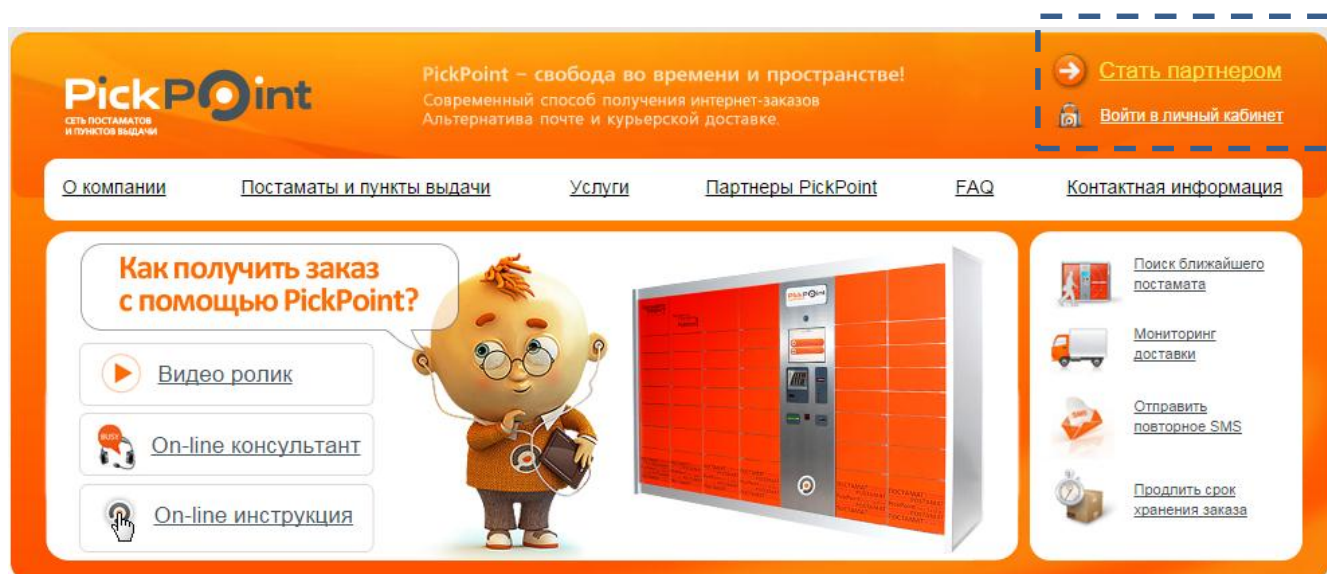 PickPoint
СЕТЬ ПОСТАМАТОВ
И ПУНКТОВ ВЫДАЧИ
PickPoint – свобода во времени и пространстве!
Современный способ получения интернет-заказов
Альтернатива почте и курьерской доставке.
Стать партнером
Войти в личный кабинет
О компании Постаматы и пункты выдачи Услуги Партнеры PickPoint FAQ Контактная информация
Как получить заказ
с помощью PickPoint?
Видео ролик
BUSY
On-line консультант
On-line инструкция
PickPoint
Поиск ближайшего
постамата
Мониторинг
доставки
SMS
Отправить
повторное SMS
Продлить срок
хранения заказа